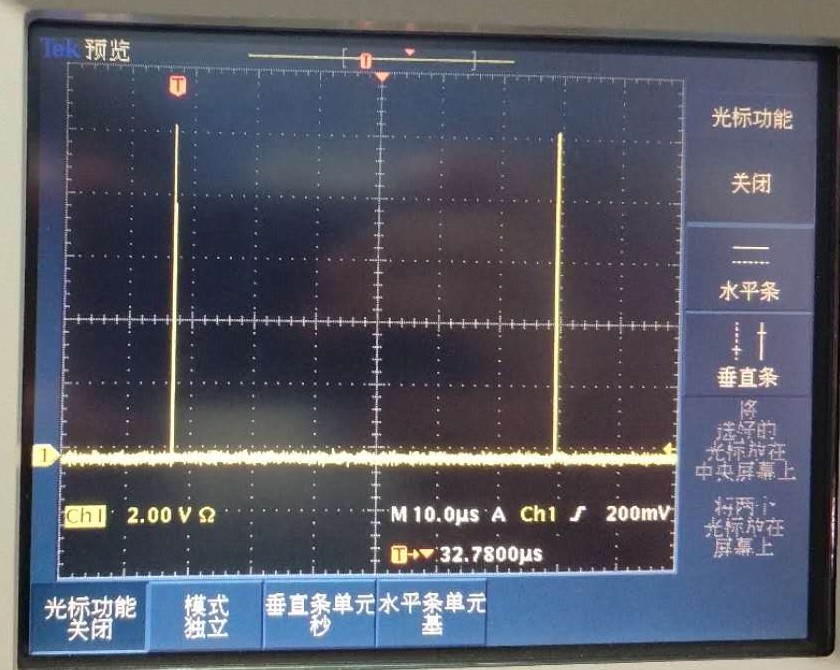 Tek 预览
T
T
光标功能
关闭
水平条
垂直条
将
选好的
光标放在
中央屏幕上
将两个
光标放在
屏幕上
1
Ch1 2.00 V Ω
M 10.0µs A Ch1 200mV
T 32.7800µs
光标功能
关闭
模式
独立
垂直条单元
秒
水平条单元
基